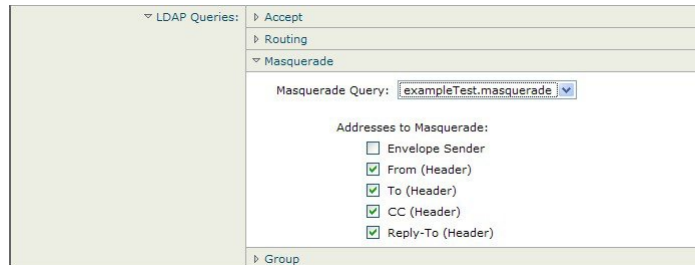 LDAP Queries:
Accept
Routing
Masquerade
Masquerade Query: exampleTest.masquerade
Addresses to Masquerade:
Envelope Sender
From (Header)
To (Header)
CC (Header)
Reply-To (Header)
Group